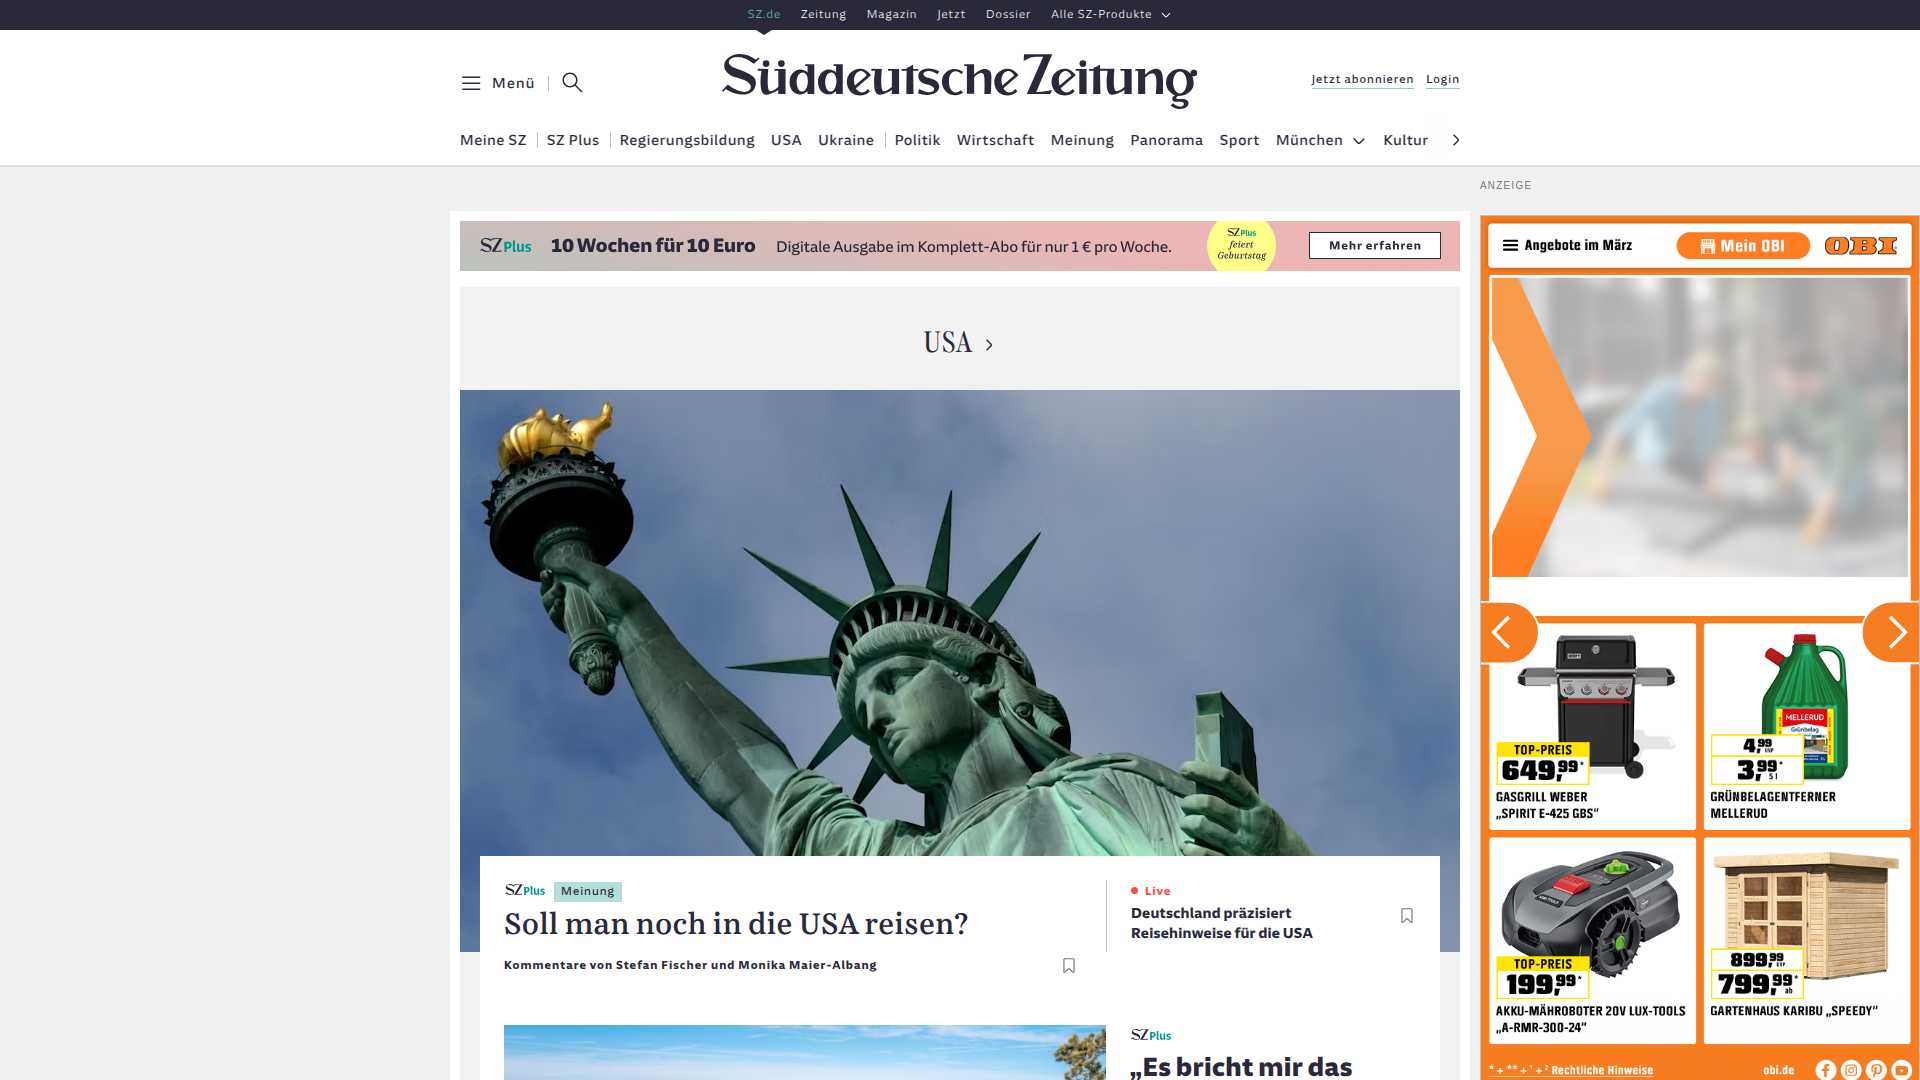 SZ.de Zeitung Magazin Jetzt Dossier Alle SZ-Produkte
Menü
Süddeutsche Zeitung
Jetzt abonnieren Login
Meine SZ SZ Plus Regierungsbildung USA Ukraine Politik Wirtschaft Meinung Panorama Sport München Kultur
ANZEIGE
SZ Plus 10 Wochen für 10 Euro Digitale Ausgabe im Komplett-Abo für nur 1 € pro Woche.
SZ Plus
feiert
Geburtstag
Mehr erfahren
USA
SZ Plus Meinung
Soll man noch in die USA reisen?
Kommentare von Stefan Fischer und Monika Maier-Albang
Live
Deutschland präzisiert
Reisehinweise für die USA
SZ Plus
„Es bricht mir das
Angebote im März
Mein OBI
OBI
TOP-PREIS
649,99*
GASGRILL WEBER
„SPIRIT E-425 GBS“
MELLERUD
Grünbelag
4,99 UVP
3,99*
5 l
GRÜNBELAGENTFERNER
MELLERUD
TOP-PREIS
199,99*
AKKU-MÄHROBOTER 20V LUX-TOOLS
„A-RMR-300-24“
899,99 UVP
799,99*
ab
GARTENHAUS KARIBU „SPEEDY“
* + ** + ¹ + ² Rechtliche Hinweise
obi.de